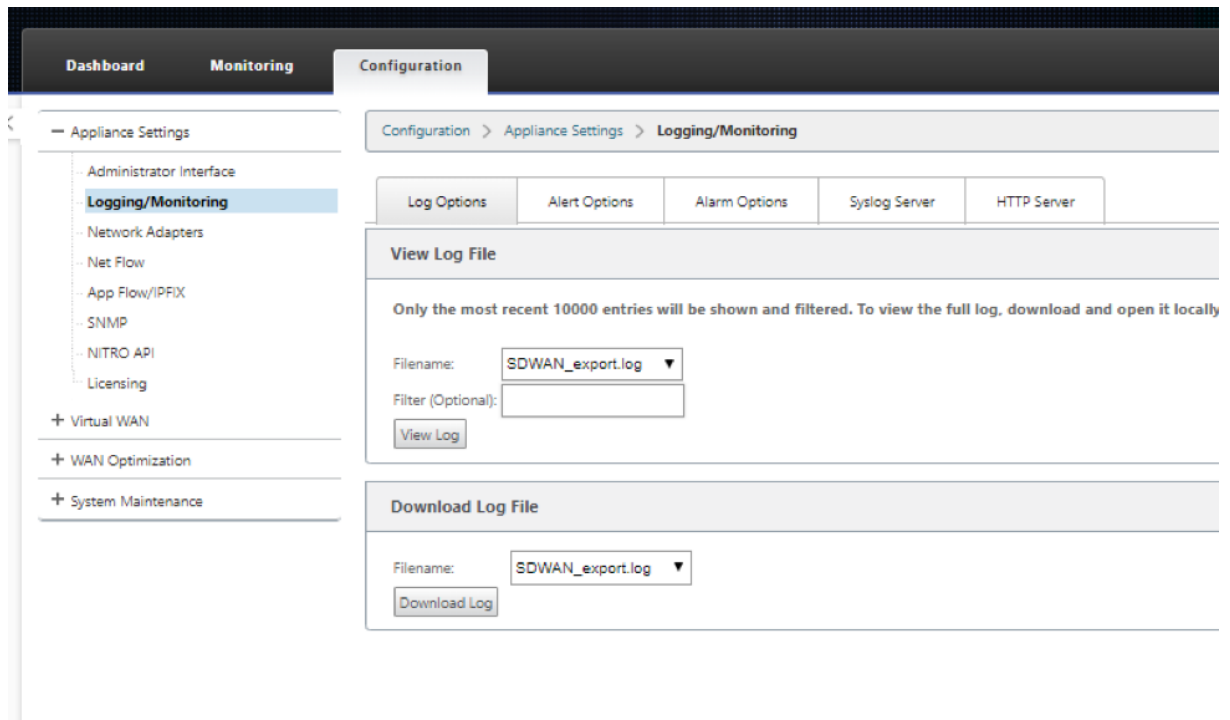 Dashboard Monitoring Configuration
Appliance Settings
Administrator Interface
Logging/Monitoring
Network Adapters
Net Flow
App Flow/IPFIX
SNMP
NITRO API
Licensing
Virtual WAN
WAN Optimization
System Maintenance
Configuration > Appliance Settings > Logging/Monitoring
Log Options Alert Options Alarm Options Syslog Server HTTP Server
View Log File
Only the most recent 10000 entries will be shown and filtered. To view the full log, download and open it locally
Filename: SDWAN_export.log
Filter (Optional):
View Log
Download Log File
Filename: SDWAN_export.log
Download Log